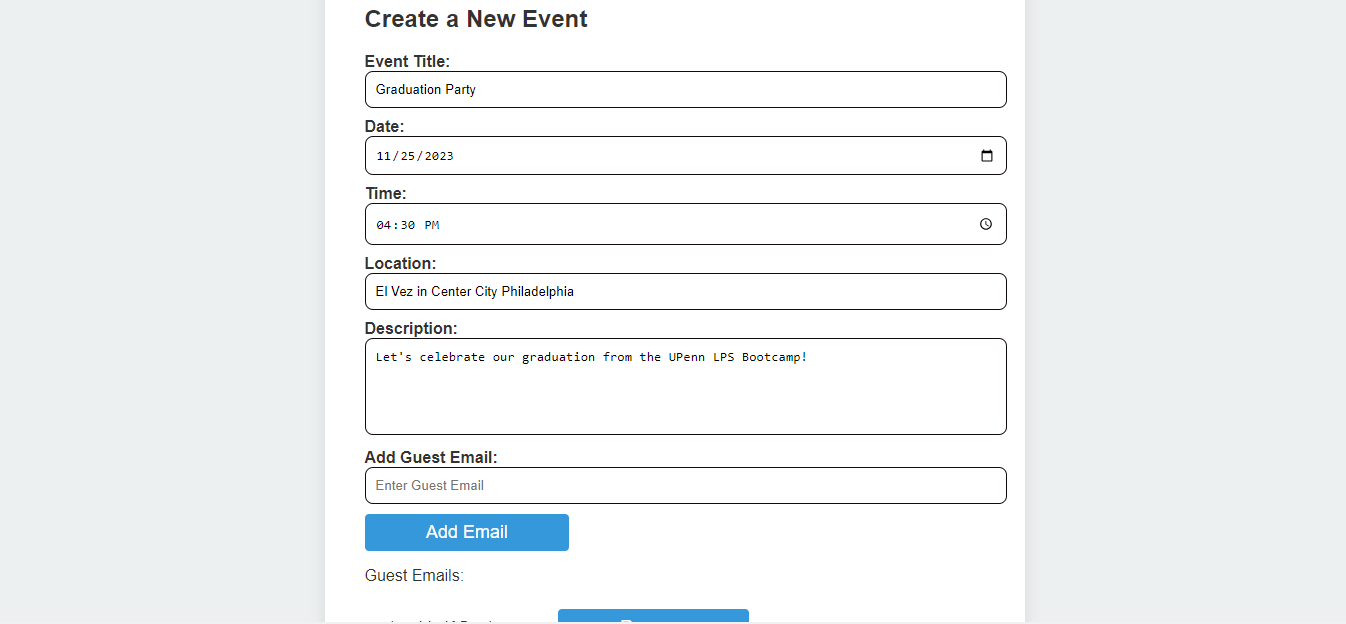 Create a New Event
Event Title:
Graduation Party
Date:
11/25/2023
Time:
04:30 PM
Location:
El Vez in Center City Philadelphia
Description:
Let's celebrate our graduation from the UPenn LPS Bootcamp!
Add Guest Email:
Enter Guest Email
Add Email
Guest Emails: